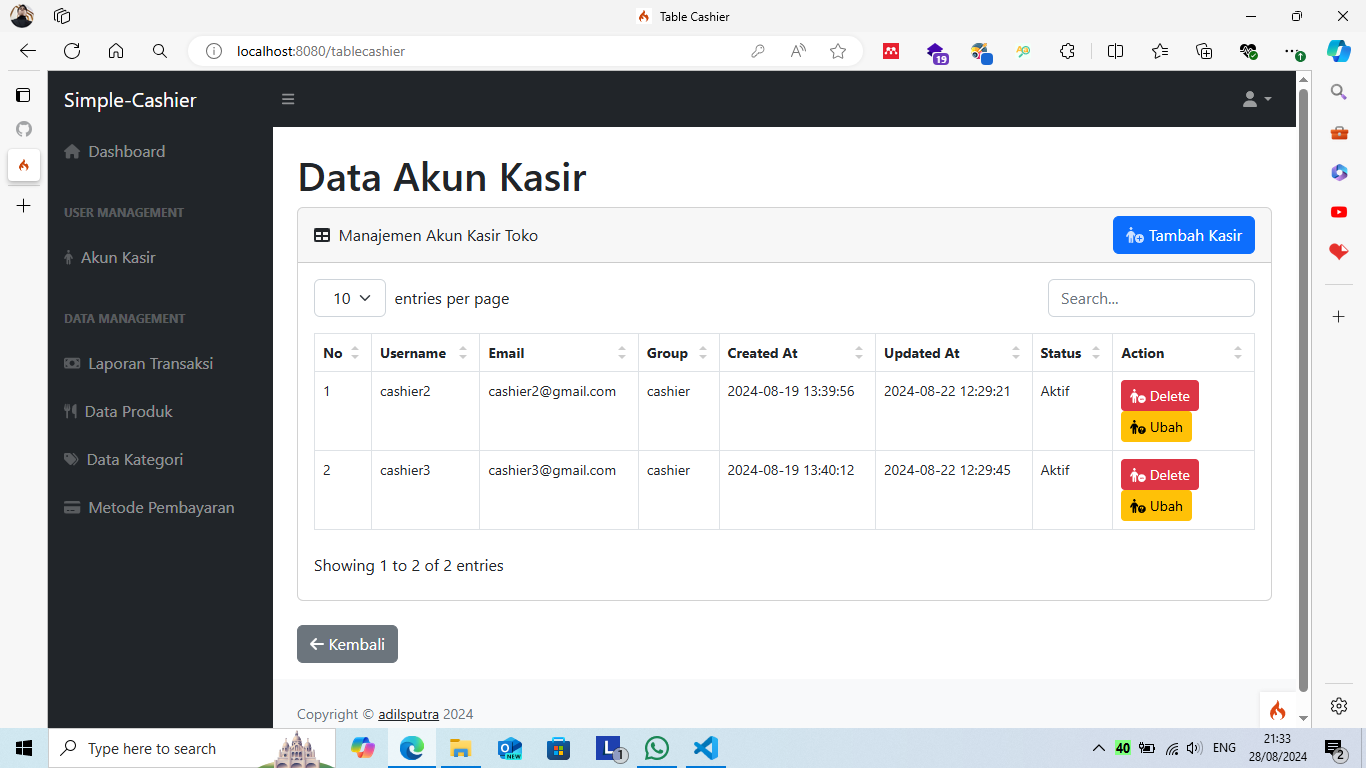 Table Cashier
localhost:8080/tablecashier
19
Simple-Cashier
Dashboard
USER MANAGEMENT
Akun Kasir
DATA MANAGEMENT
Laporan Transaksi
Data Produk
Data Kategori
Metode Pembayaran
Data Akun Kasir
Manajemen Akun Kasir Toko
Tambah Kasir
10 entries per page
Search...
No Username Email Group Created At Updated At Status Action
1 cashier2 cashier2@gmail.com cashier 2024-08-19 13:39:56 2024-08-22 12:29:21 Aktif Delete
Ubah
2 cashier3 cashier3@gmail.com cashier 2024-08-19 13:40:12 2024-08-22 12:29:45 Aktif Delete
Ubah
Showing 1 to 2 of 2 entries
Kembali
Copyright © adilsputra 2024
Type here to search
NEW
L 1
40
ENG
21:33
28/08/2024
2